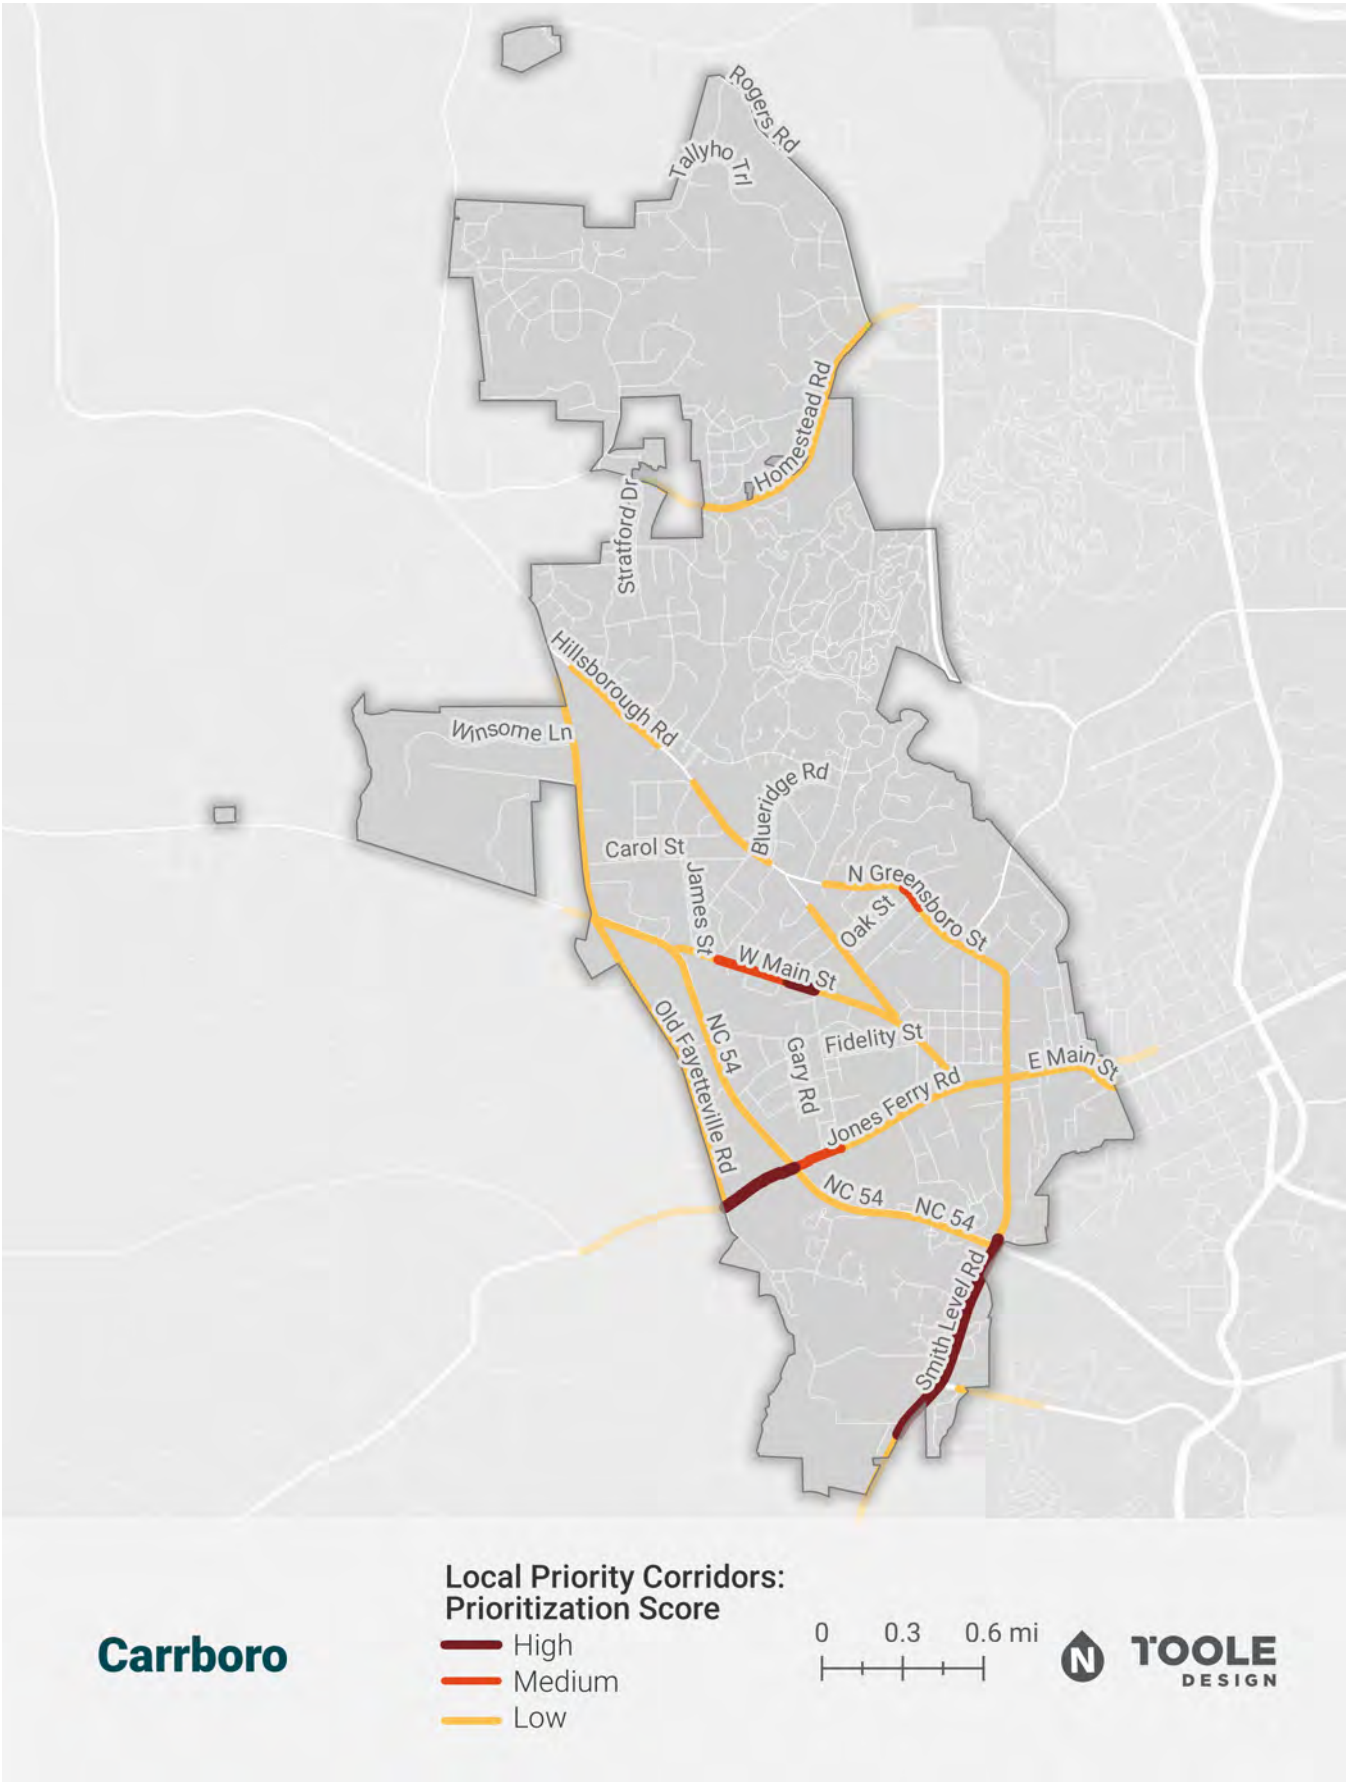 Rogers Rd
Tallyho Trl
Homestead Rd
Stratford Dr
Hillsborough Rd
Winsome Ln
Blueridge Rd
Carol St
James St
N Greensboro St
Oak St
W Main St
Old Fayetteville Rd
NC 54
Gary Rd
Fidelity St
E Main St
Jones Ferry Rd
NC 54
NC 54
Smith Level Rd
Local Priority Corridors:
Prioritization Score
High
Medium
Low
Carrboro
0 0.3 0.6 mi
N
TOOLE
DESIGN